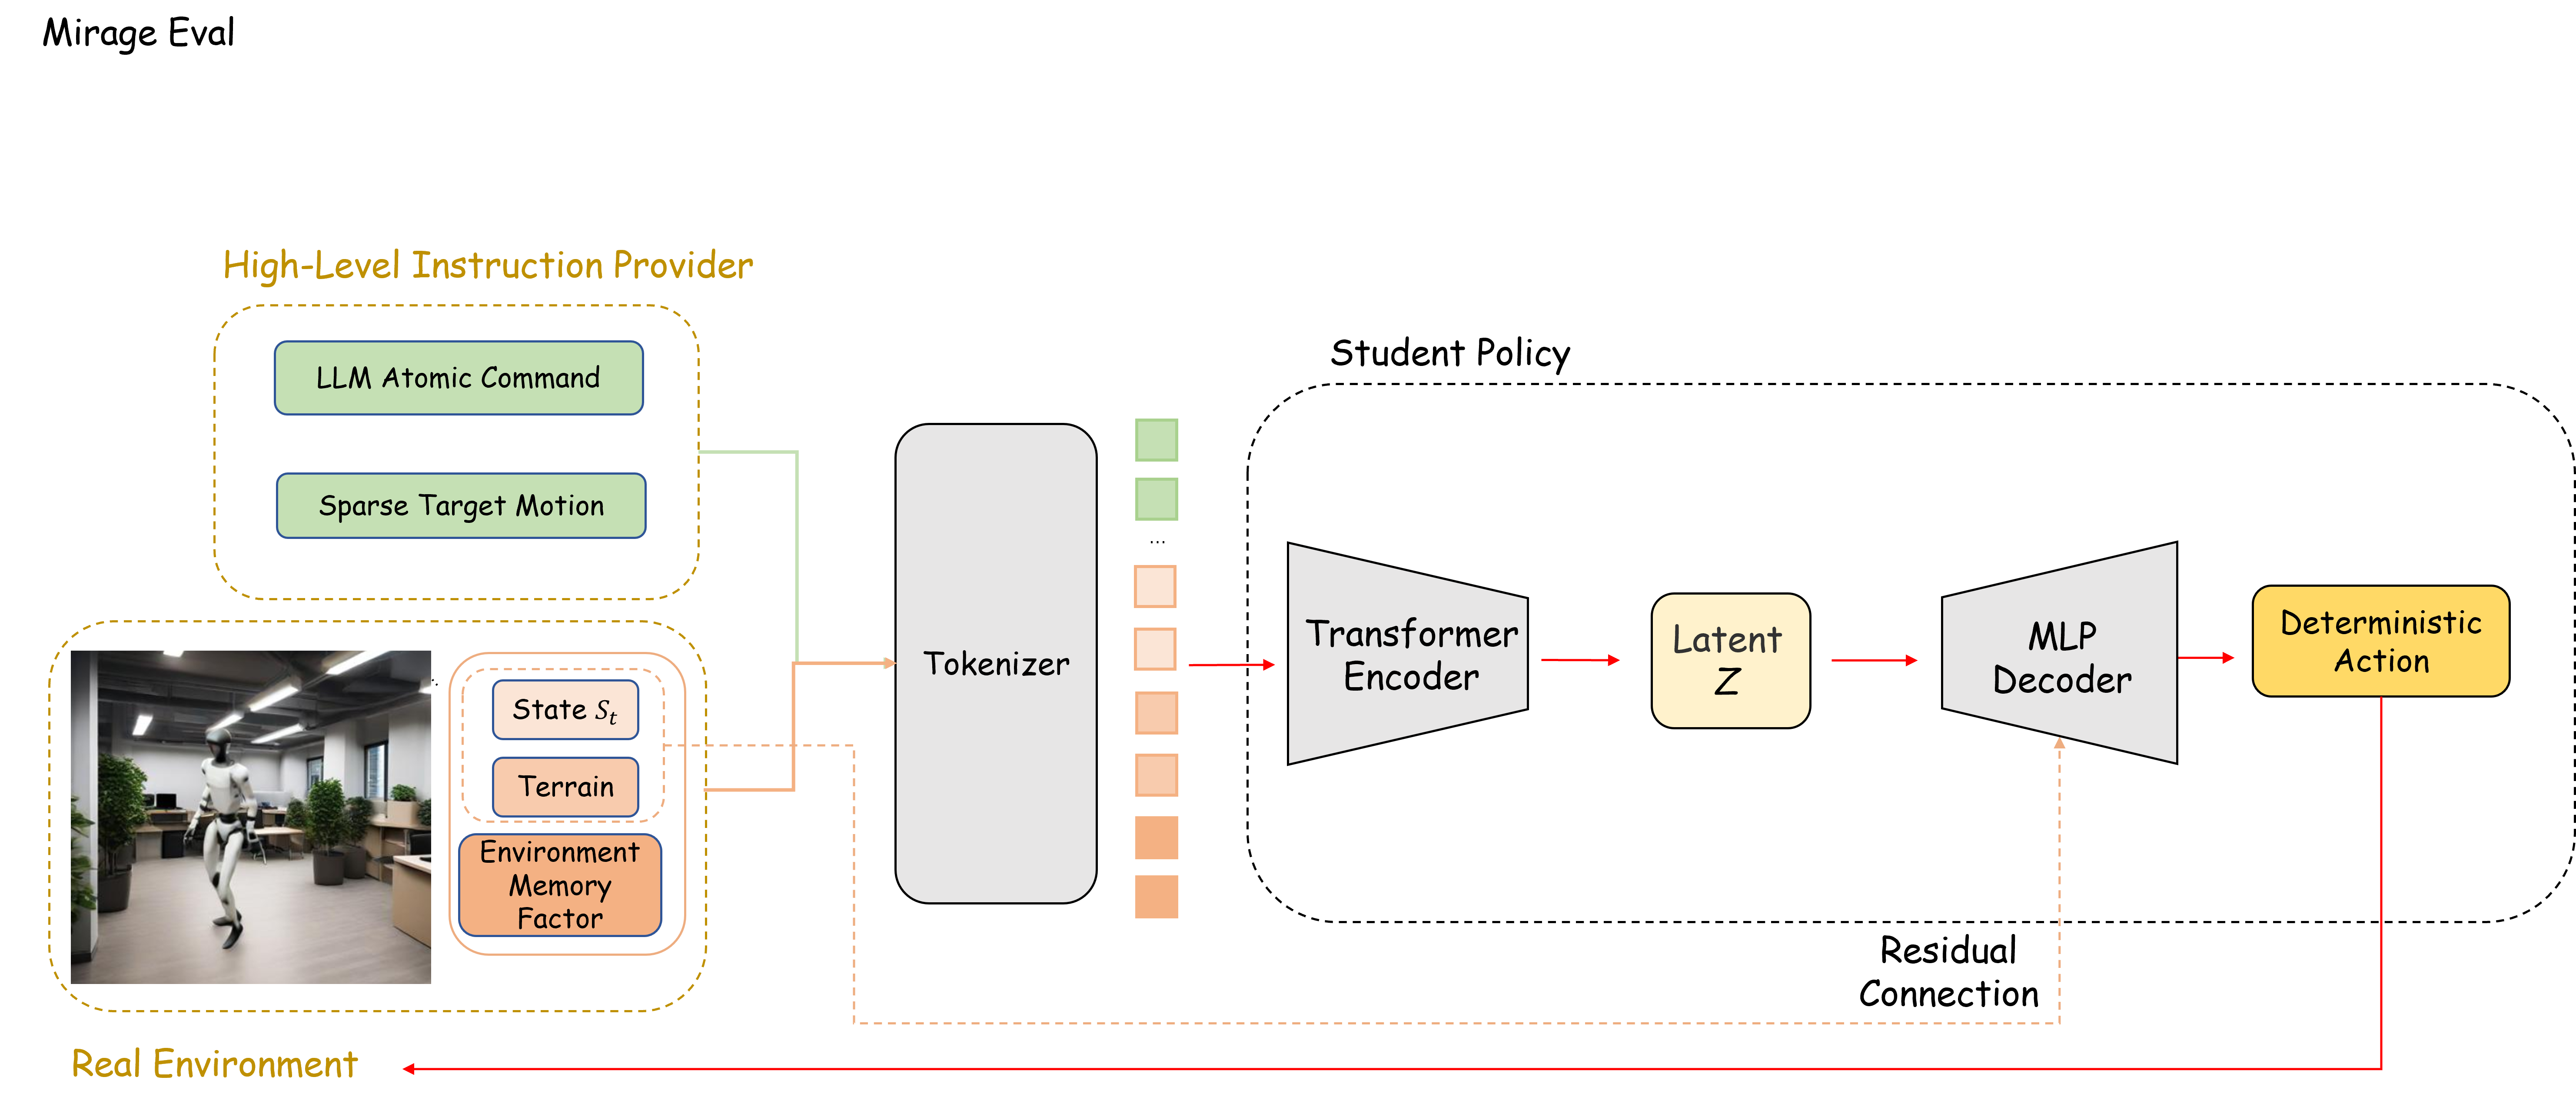 Mirage Eval
High-Level Instruction Provider
LLM Atomic Command
Sparse Target Motion
Student Policy
Tokenizer
...
Transformer
Encoder
Latent
Z
MLP
Decoder
Deterministic
Action
State S_t
Terrain
Environment
Memory
Factor
Residual
Connection
Real Environment